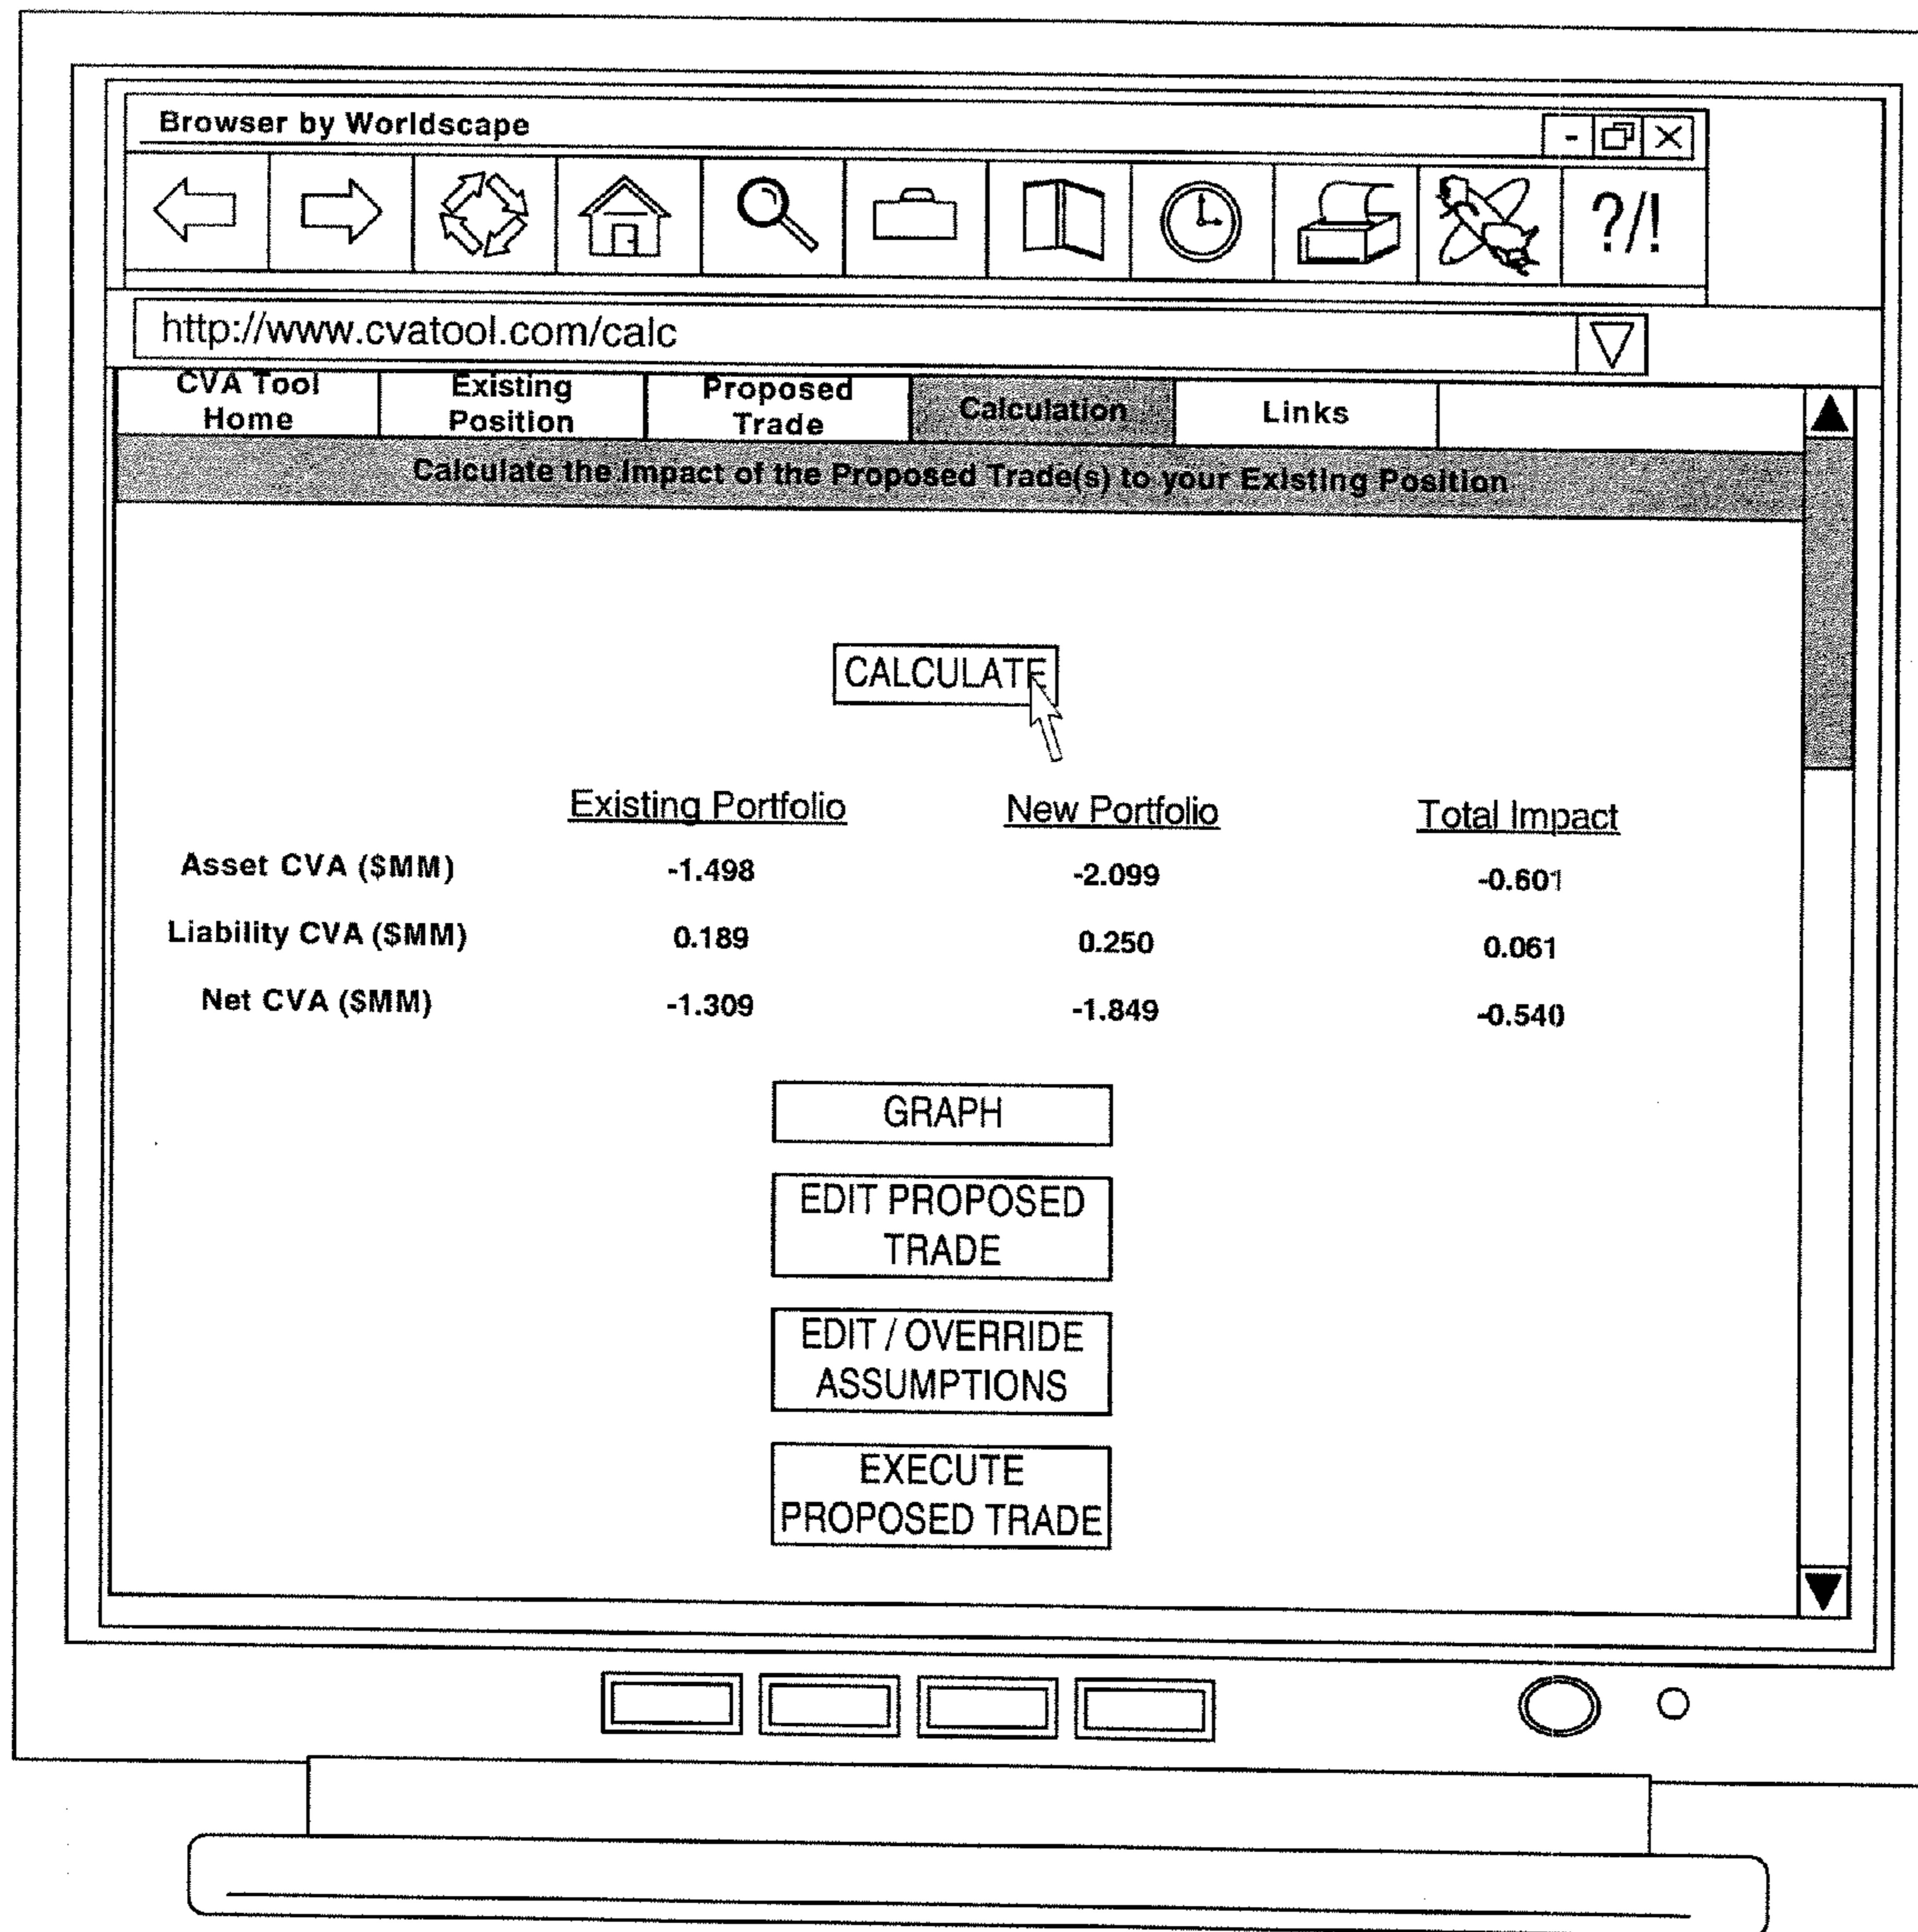 Browser by Worldscape
?/!
http://www.cvatool.com/calc
CVA Tool Home
Existing Position
Proposed Trade
Calculation
Links
Calculate the Impact of the Proposed Trade(s) to your Existing Position
CALCULATE
Existing Portfolio New Portfolio Total Impact
Asset CVA ($MM) -1.498 -2.099 -0.601
Liability CVA ($MM) 0.189 0.250 0.061
Net CVA ($MM) -1.309 -1.849 -0.540
GRAPH
EDIT PROPOSED
TRADE
EDIT / OVERRIDE
ASSUMPTIONS
EXECUTE
PROPOSED TRADE